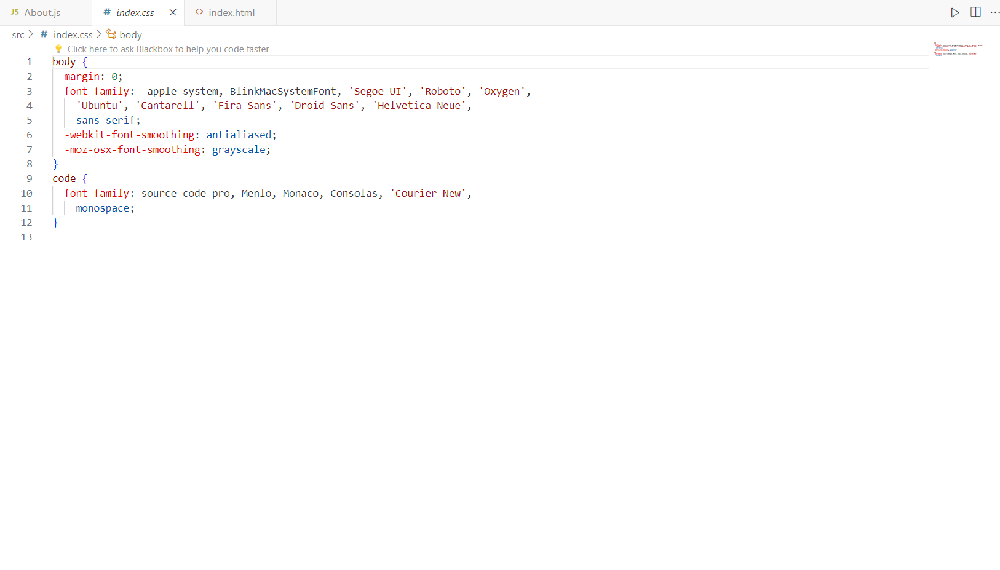 JS About.js # index.css × <> index.html
src > # index.css > body
Click here to ask Blackbox to help you code faster
1 body {
2 margin: 0;
3 font-family: -apple-system, BlinkMacSystemFont, 'Segoe UI', 'Roboto', 'Oxygen',
4 'Ubuntu', 'Cantarell', 'Fira Sans', 'Droid Sans', 'Helvetica Neue',
5 sans-serif;
6 -webkit-font-smoothing: antialiased;
7 -moz-osx-font-smoothing: grayscale;
8 }
9 code {
10 font-family: source-code-pro, Menlo, Monaco, Consolas, 'Courier New',
11 monospace;
12 }
13